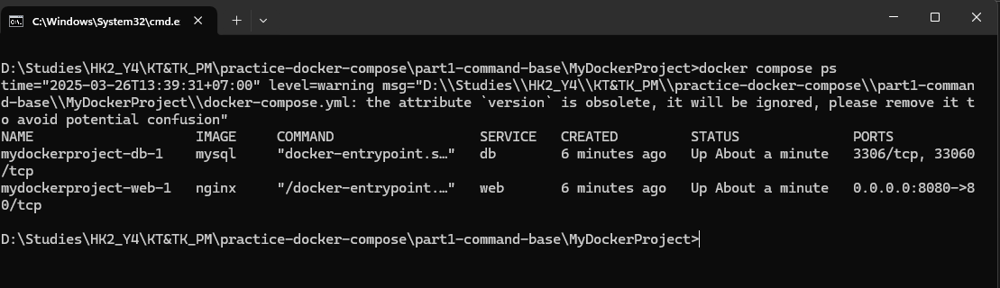 C:\Windows\System32\cmd.e
D:\Studies\HK2_Y4\KT&TK_PM\practice-docker-compose\part1-command-base\MyDockerProject>docker compose ps
time="2025-03-26T13:39:31+07:00" level=warning msg="D:\\Studies\\HK2_Y4\\KT&TK_PM\\practice-docker-compose\\part1-comman
d-base\\MyDockerProject\\docker-compose.yml: the attribute `version` is obsolete, it will be ignored, please remove it t
o avoid potential confusion"
NAME                   IMAGE     COMMAND                  SERVICE   CREATED         STATUS              PORTS
mydockerproject-db-1    mysql     "docker-entrypoint.s…"   db        6 minutes ago   Up About a minute   3306/tcp, 33060
/tcp
mydockerproject-web-1   nginx     "/docker-entrypoint.…"   web       6 minutes ago   Up About a minute   0.0.0.0:8080->8
0/tcp
D:\Studies\HK2_Y4\KT&TK_PM\practice-docker-compose\part1-command-base\MyDockerProject>